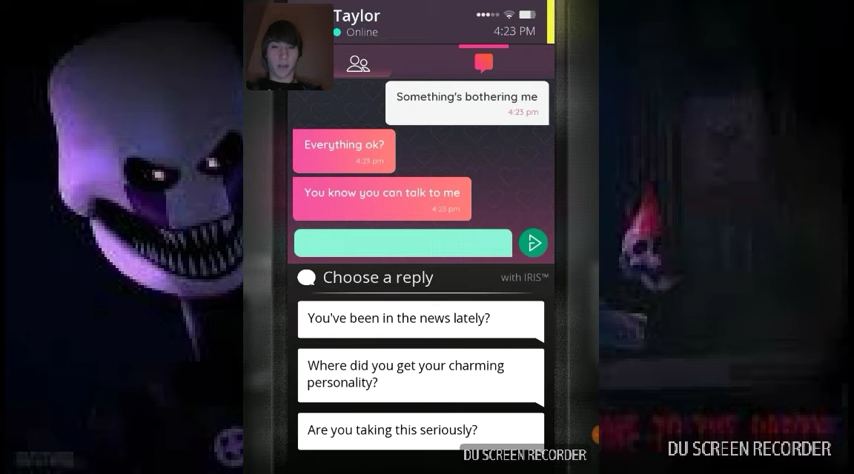 Taylor
Online
4:23 PM
Something's bothering me
4:23 pm
Everything ok?
4:23 pm
You know you can talk to me
4:23 pm
Choose a reply
with IRIS™
You've been in the news lately?
Where did you get your charming
personality?
Are you taking this seriously?
DU SCREEN RECORDER
DU SCREEN RECORDER